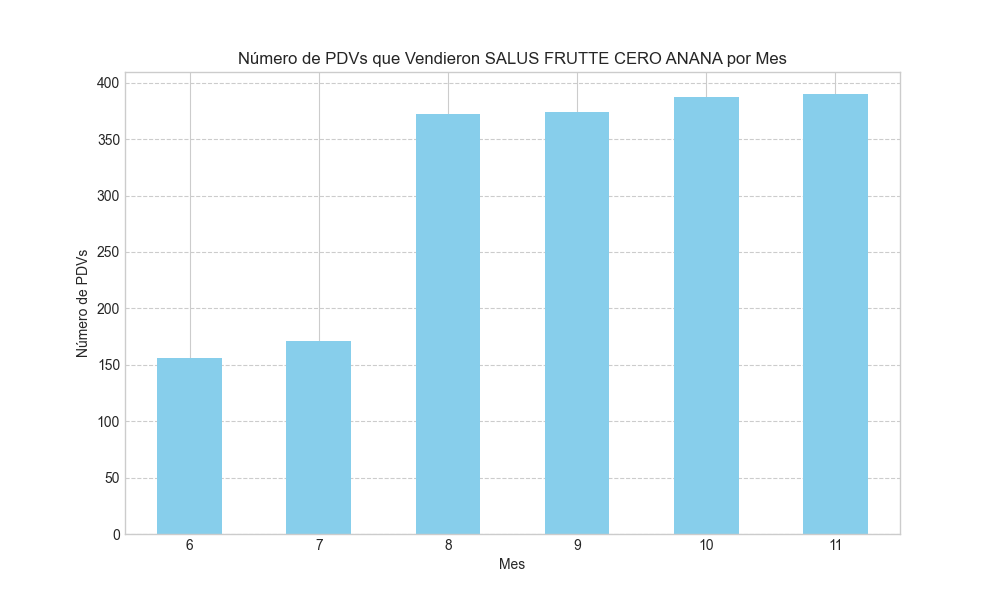 Número de PDVs que Vendieron SALUS FRUTTE CERO ANANA por Mes
Número de PDVs
400
350
300
250
200
150
100
50
0
6 7 8 9 10 11
Mes